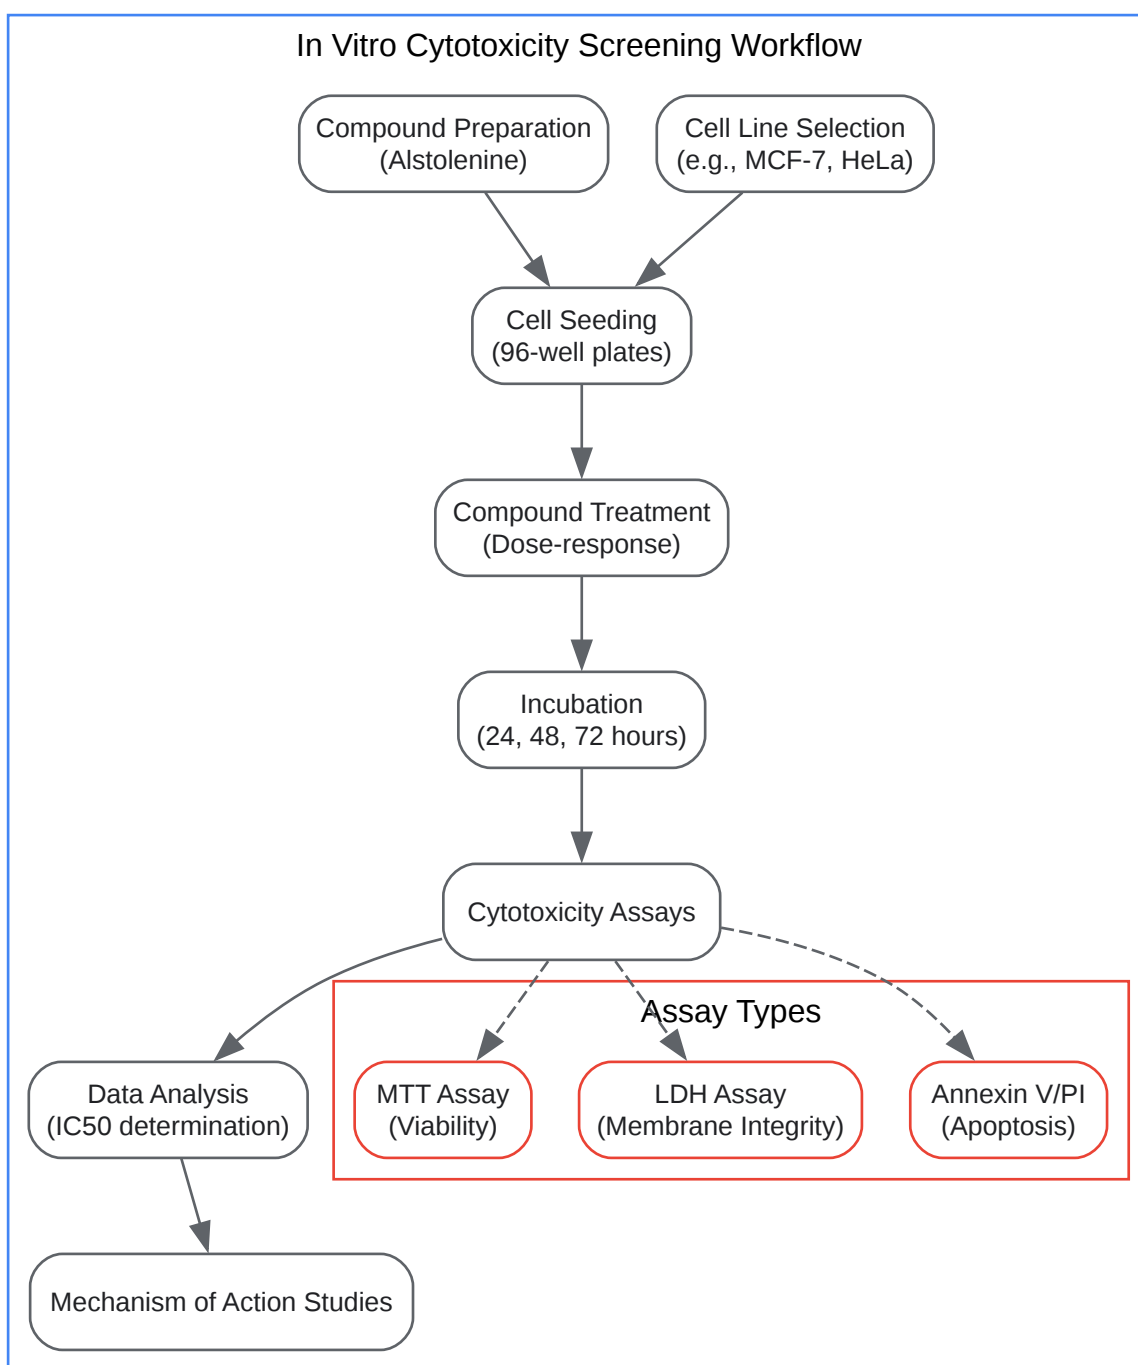 In Vitro Cytotoxicity Screening Workflow
Compound Preparation
(Alstolenine)
Cell Line Selection
(e.g., MCF-7, HeLa)
Cell Seeding
(96-well plates)
Compound Treatment
(Dose-response)
Incubation
(24, 48, 72 hours)
Cytotoxicity Assays
Assay Types
Data Analysis
(IC50 determination)
MTT Assay
(Viability)
LDH Assay
(Membrane Integrity)
Annexin V/PI
(Apoptosis)
Mechanism of Action Studies